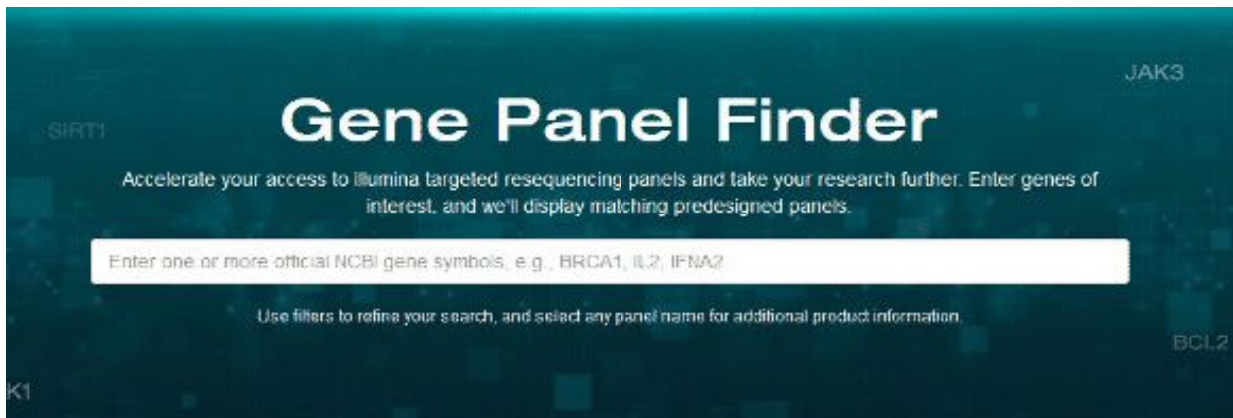 JAK3
Gene Panel Finder
SIRT1
Accelerate your access to Illumina targeted resequencing panels and take your research further. Enter genes of
interest, and we'll display matching predesigned panels.
Enter one or more official NCBI gene symbols, e.g., BRCA1, IL2, IFNA2
Use filters to refine your search, and select any panel name for additional product information.
BCL2
K1